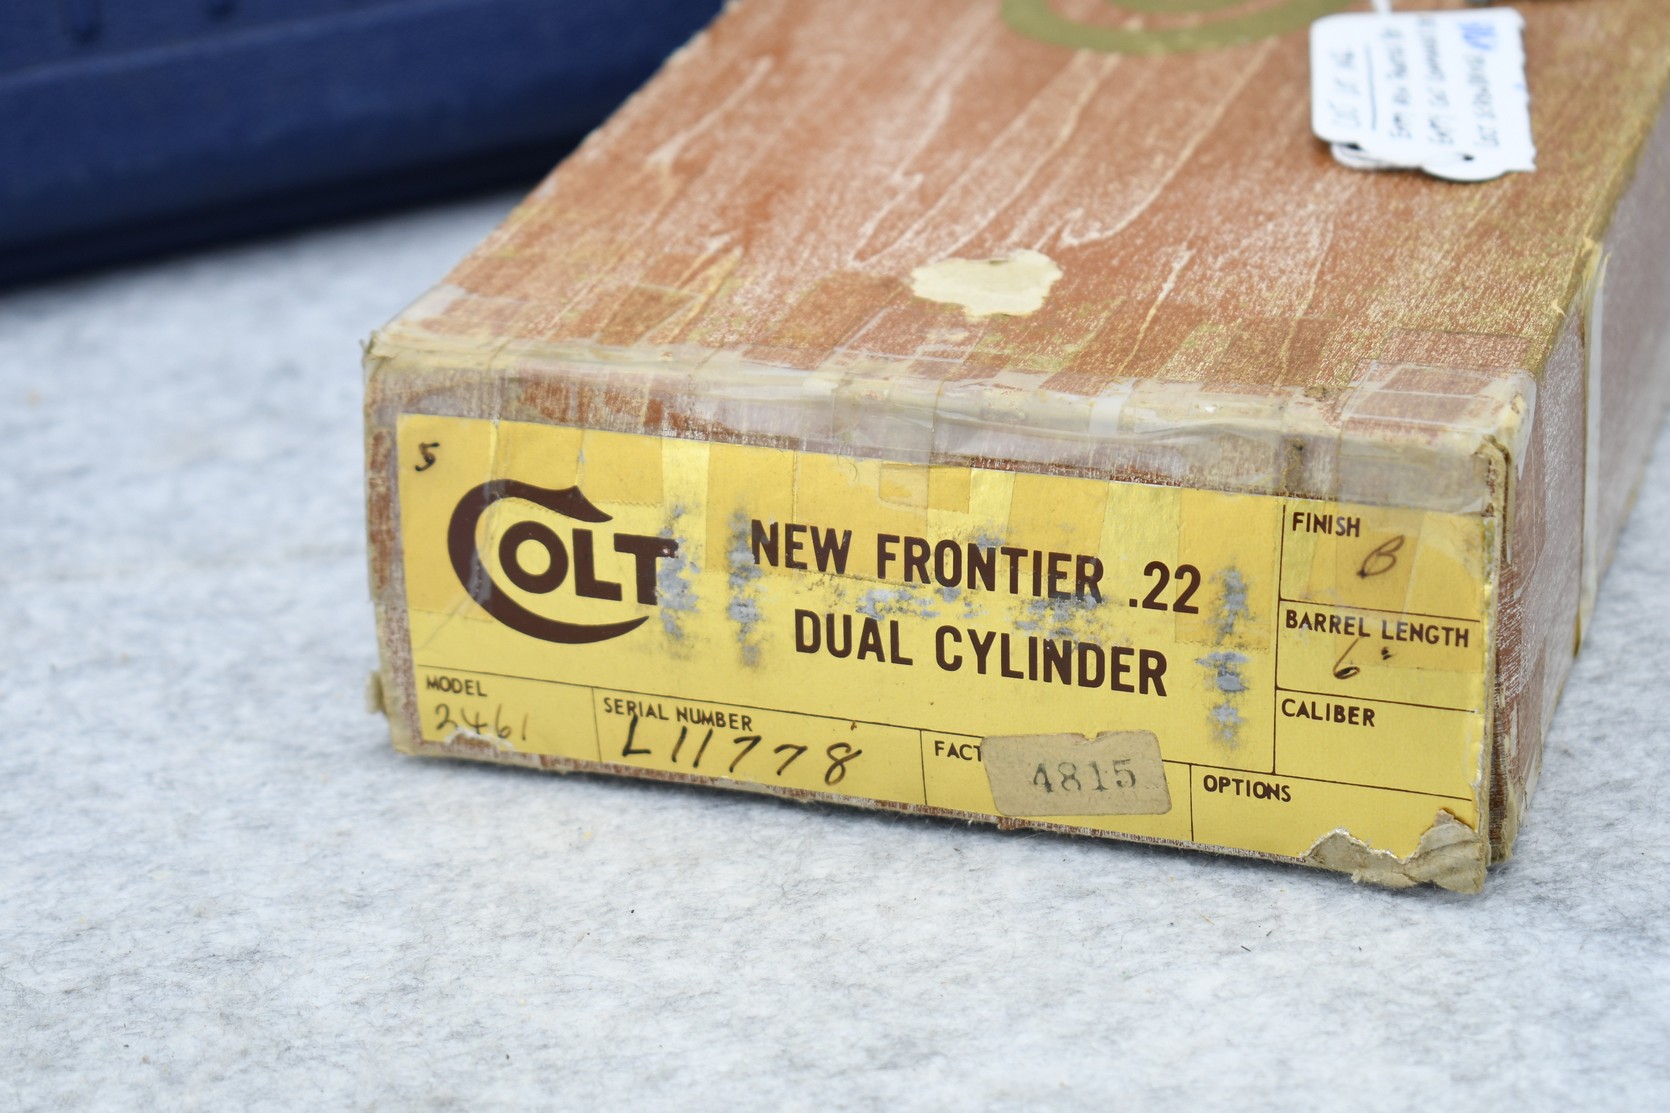 5
COLT
NEW FRONTIER .22
DUAL CYLINDER
FINISH
B
BARREL LENGTH
6"
CALIBER
MODEL
2461
SERIAL NUMBER
L11778
FACT
4815
OPTIONS